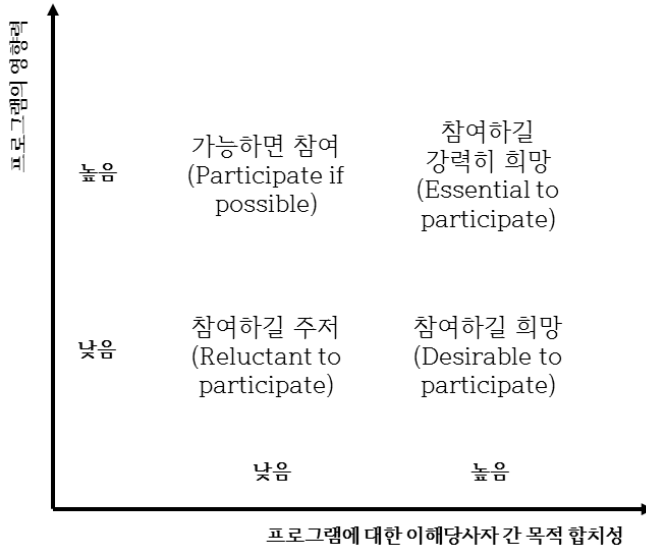 프로그램의 영향력
높음
가능하면 참여
(Participate if
possible)
참여하길
강력히 희망
(Essential to
participate)
낮음
참여하길 주저
(Reluctant to
participate)
참여하길 희망
(Desirable to
participate)
낮음
높음
프로그램에 대한 이해당사자 간 목적 합치성